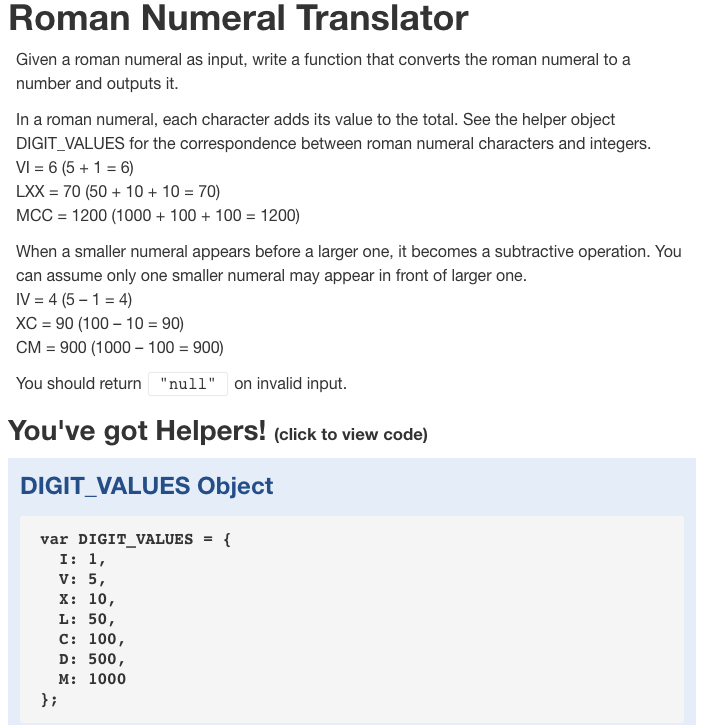 Roman Numeral Translator
Given a roman numeral as input, write a function that converts the roman numeral to a
number and outputs it.
In a roman numeral, each character adds its value to the total. See the helper object
DIGIT_VALUES for the correspondence between roman numeral characters and integers.
VI = 6 (5 + 1 = 6)
LXX = 70 (50 + 10 + 10 = 70)
MCC = 1200 (1000 + 100 + 100 = 1200)
When a smaller numeral appears before a larger one, it becomes a subtractive operation. You
can assume only one smaller numeral may appear in front of larger one.
IV = 4 (5 – 1 = 4)
XC = 90 (100 – 10 = 90)
CM = 900 (1000 – 100 = 900)
You should return "null" on invalid input.
You've got Helpers! (click to view code)
DIGIT_VALUES Object
var DIGIT_VALUES = {
  I: 1,
  V: 5,
  X: 10,
  L: 50,
  C: 100,
  D: 500,
  M: 1000
};